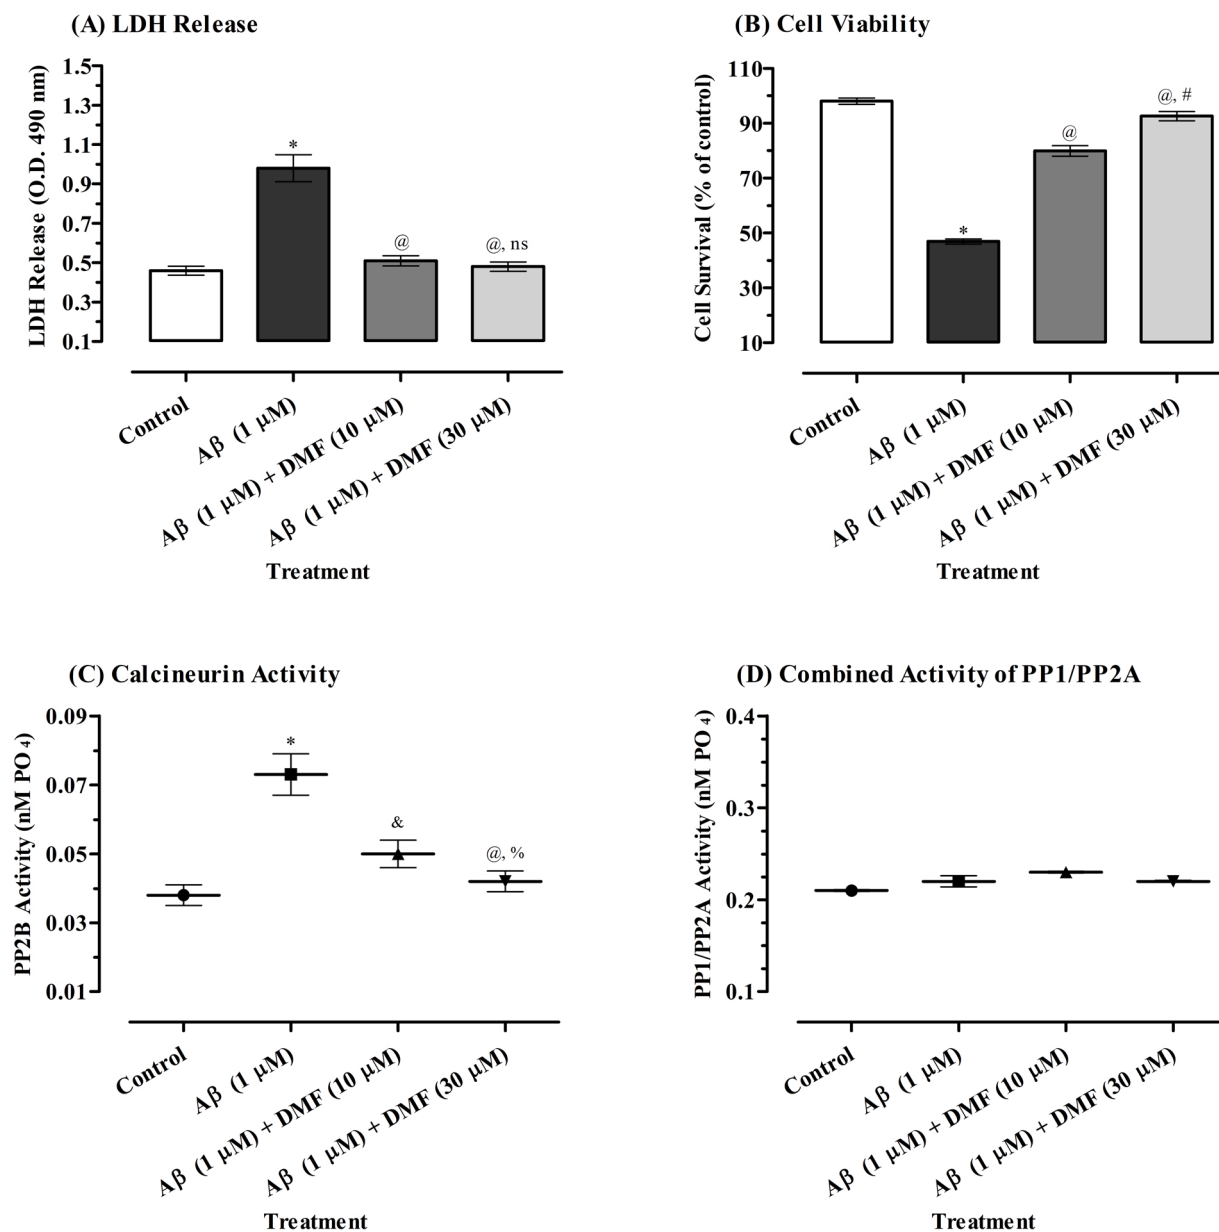 (A) LDH Release
LDH Release (O.D. 490 nm)
1.5
1.3
1.1
0.9
0.7
0.5
0.3
0.1
*
@
@, ns
Control
Aβ (1 µM)
Aβ (1 µM) + DMF (10 µM)
Aβ (1 µM) + DMF (30 µM)
Treatment
(B) Cell Viability
Cell Survival (% of control)
110
90
70
50
30
10
*
@
@, #
Control
Aβ (1 µM)
Aβ (1 µM) + DMF (10 µM)
Aβ (1 µM) + DMF (30 µM)
Treatment
(C) Calcineurin Activity
PP2B Activity (nM PO 4)
0.09
0.07
0.05
0.03
0.01
*
&
@, %
Control
Aβ (1 µM)
Aβ (1 µM) + DMF (10 µM)
Aβ (1 µM) + DMF (30 µM)
Treatment
(D) Combined Activity of PP1/PP2A
PP1/PP2A Activity (nM PO 4)
0.4
0.3
0.2
0.1
Control
Aβ (1 µM)
Aβ (1 µM) + DMF (10 µM)
Aβ (1 µM) + DMF (30 µM)
Treatment